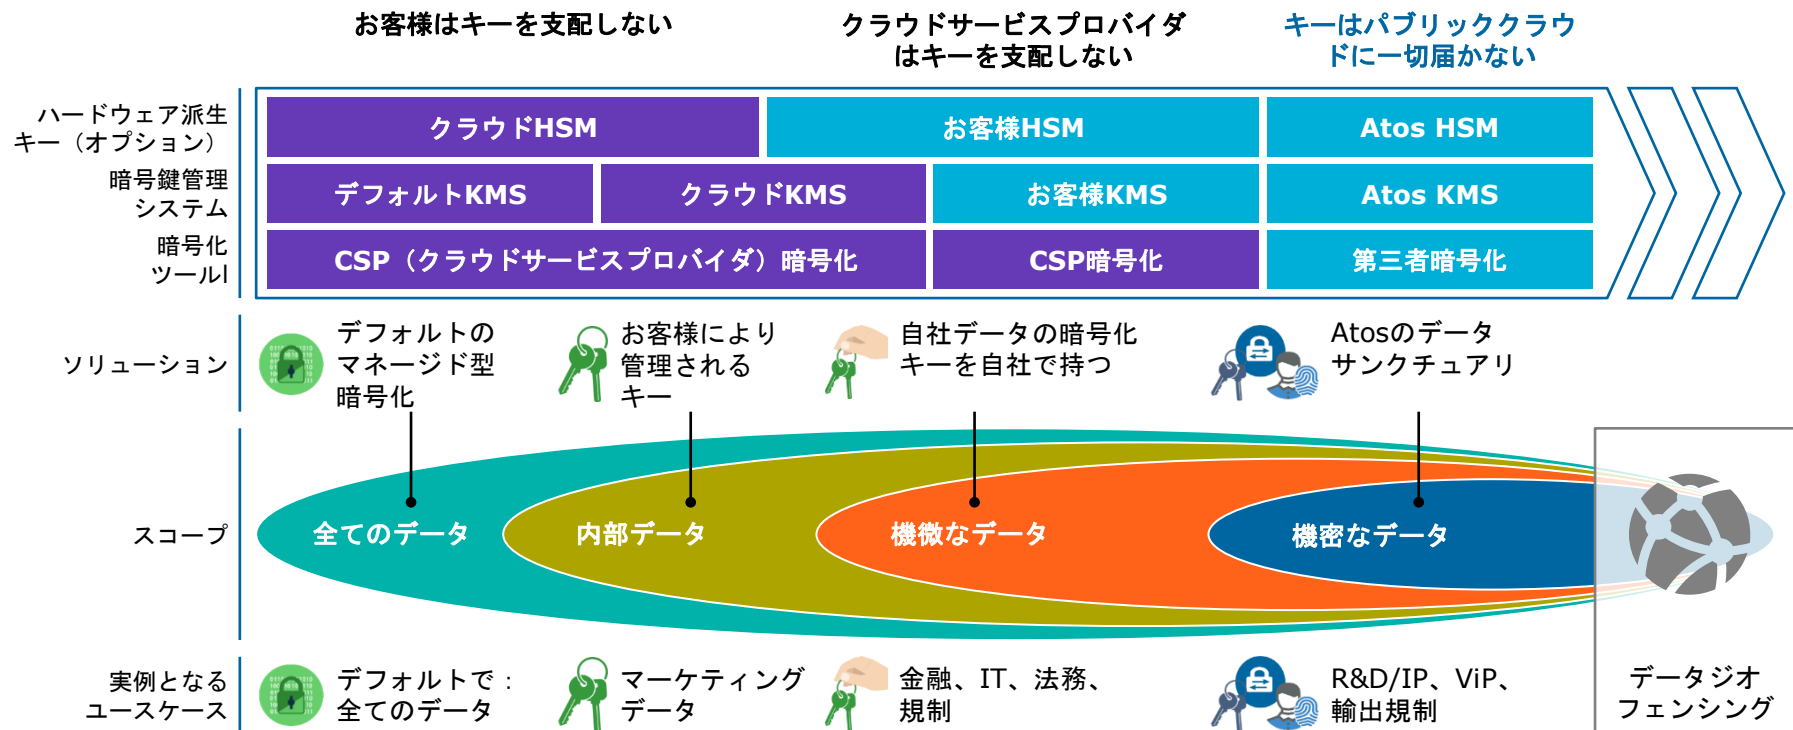 お客様はキーを支配しない
クラウドサービスプロバイダ
はキーを支配しない
キーはパブリッククラウ
ドに一切届かない
ハードウェア派生
キー（オプション）
クラウドHSM
お客様HSM
Atos HSM
暗号鍵管理
システム
デフォルトKMS
クラウドKMS
お客様KMS
Atos KMS
暗号化
ツールl
CSP（クラウドサービスプロバイダ）暗号化
CSP暗号化
第三者暗号化
ソリューション
デフォルトの
マネージド型
暗号化
お客様により
管理される
キー
自社データの暗号化
キーを自社で持つ
Atosのデータ
サンクチュアリ
スコープ
全てのデータ
内部データ
機微なデータ
機密なデータ
実例となる
ユースケース
デフォルトで：
全てのデータ
マーケティング
データ
金融、IT、法務、
規制
R&D/IP、ViP、
輸出規制
データジオ
フェンシング